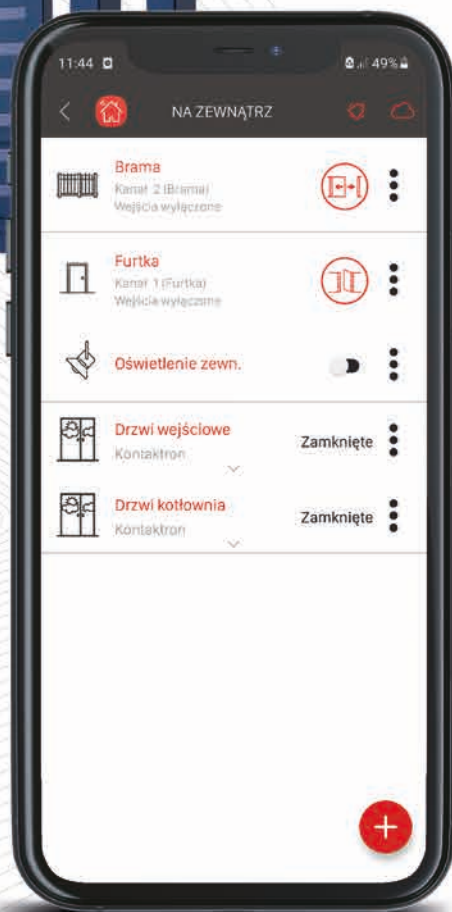 11:44
49%
NA ZEWNĄTRZ
Brama
Kanał 2 (Brama)
Wejścia wyłączone
Furtka
Kanał 1 (Furtka)
Wejścia wyłączone
Oświetlenie zewn.
Drzwi wejściowe
Kontaktron
Zamknięte
Drzwi kotłownia
Kontaktron
Zamknięte